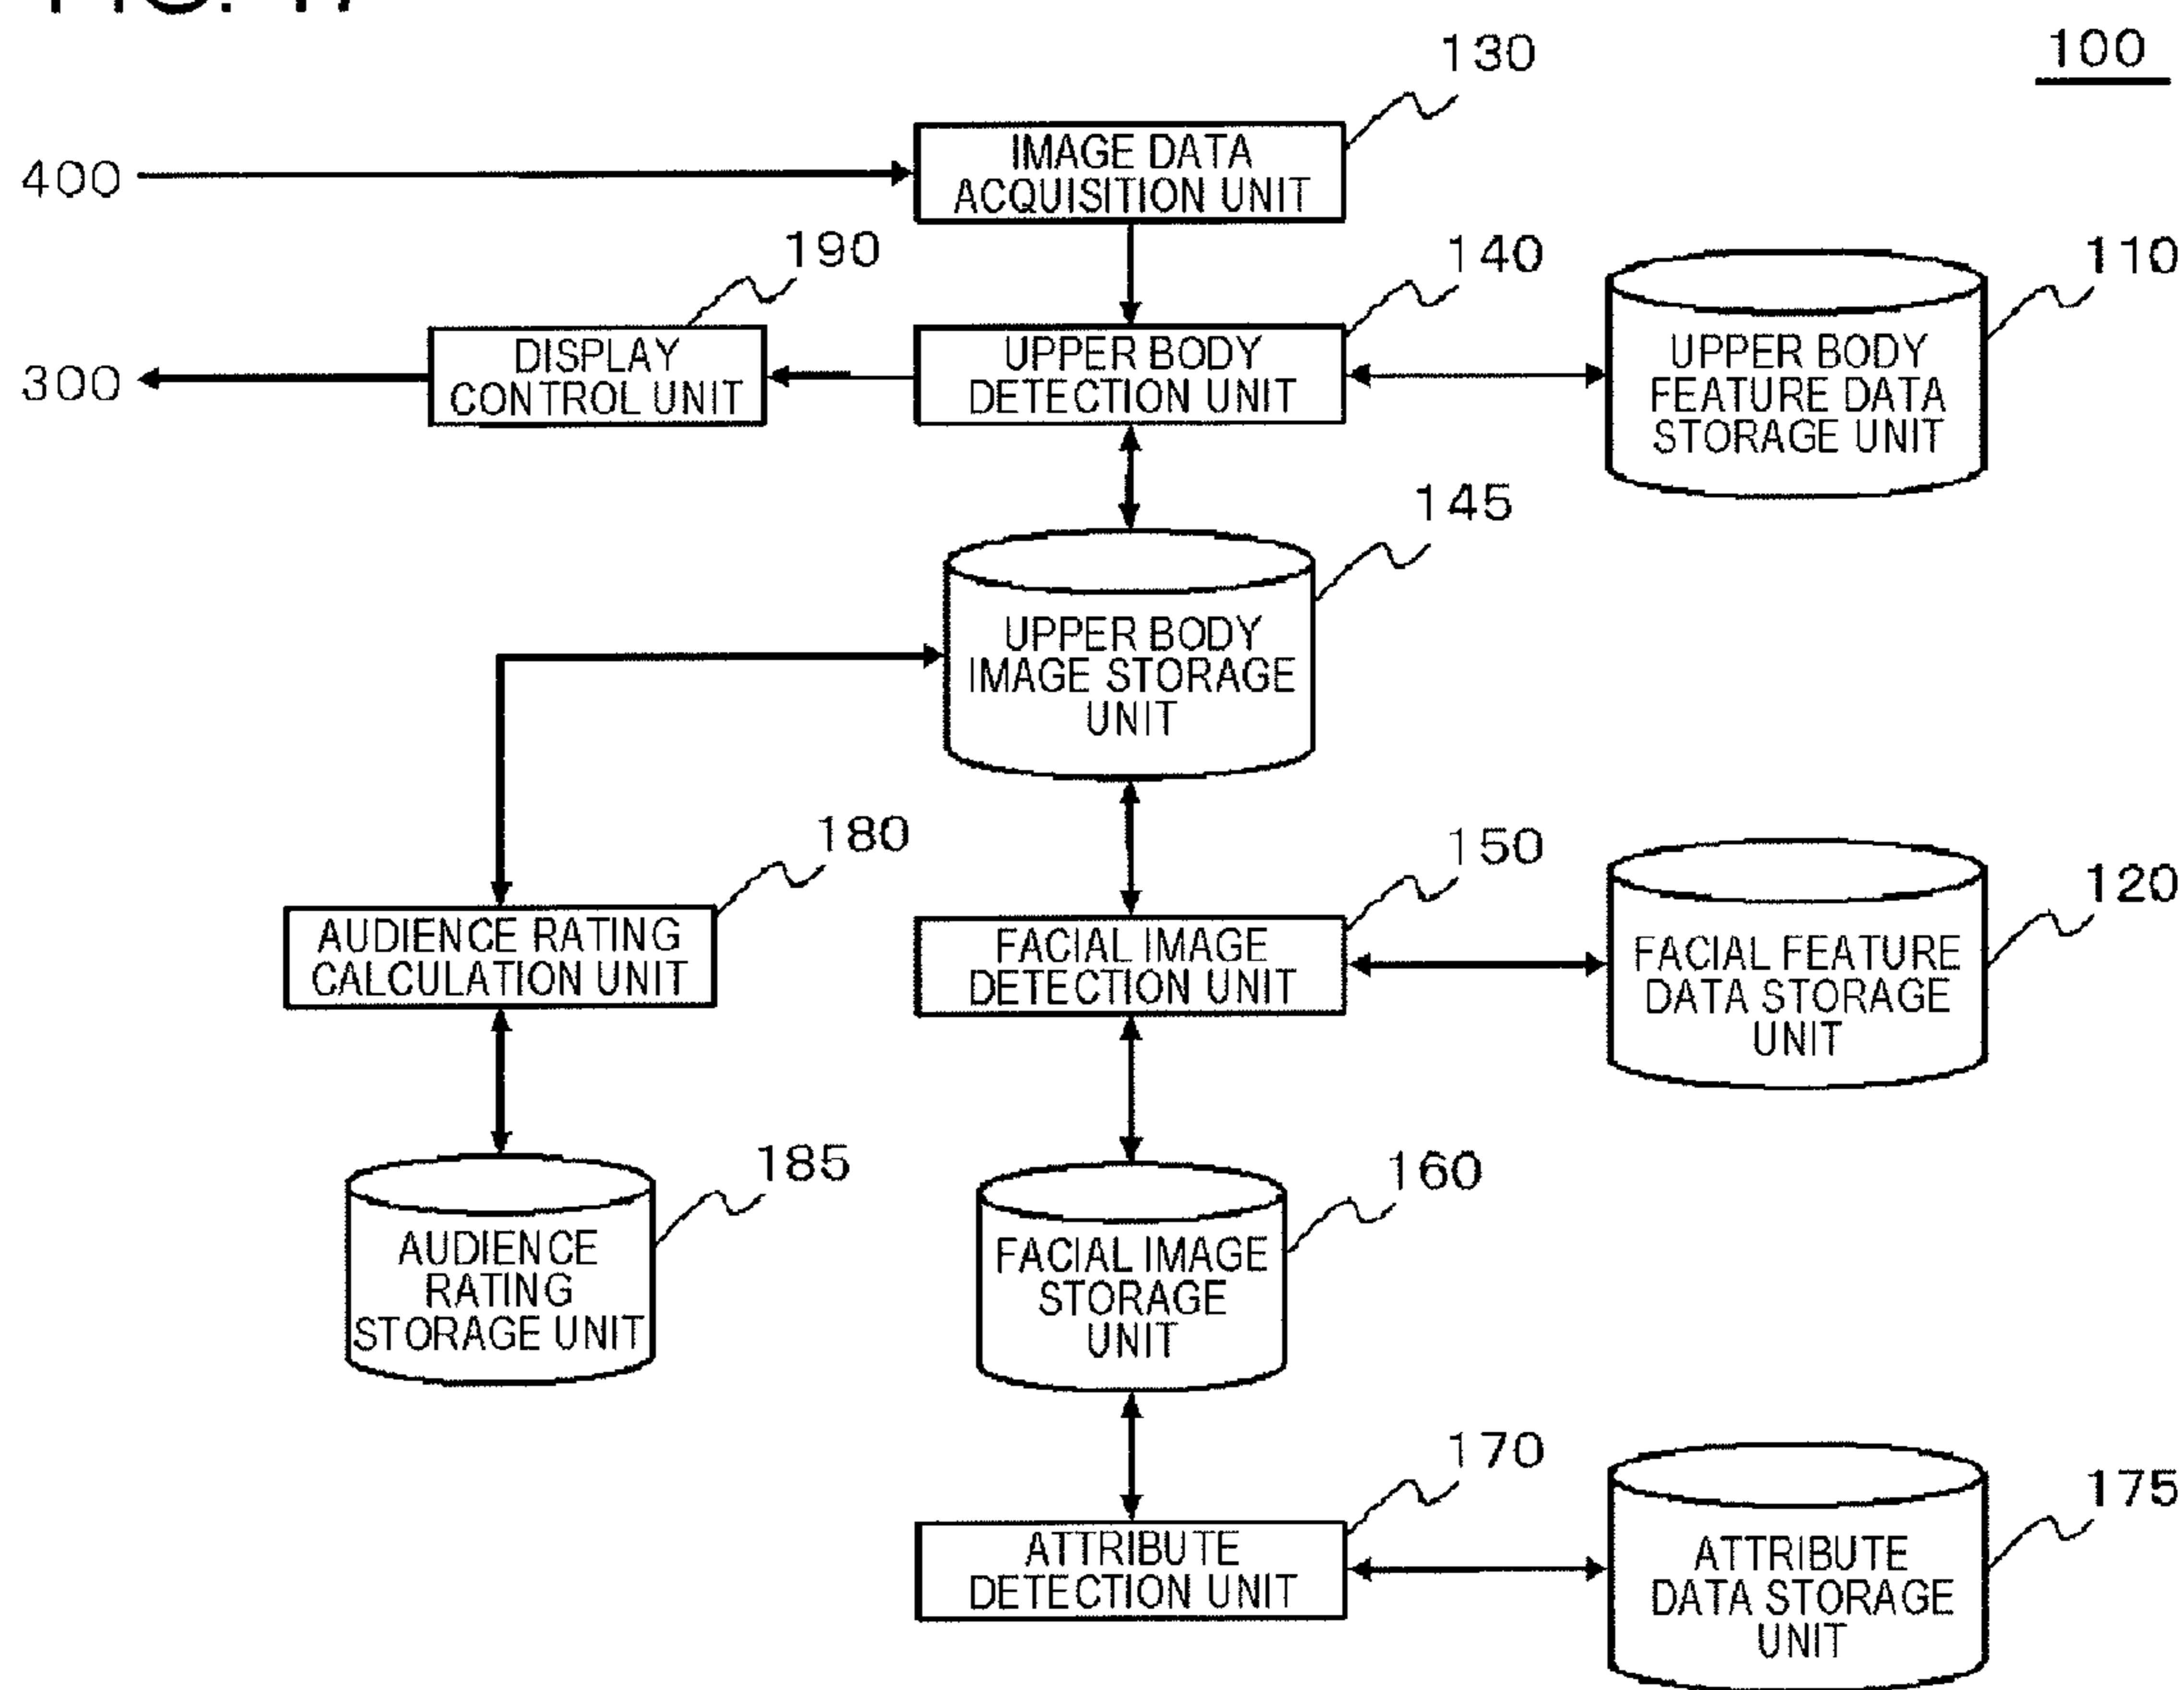 130
100
IMAGE DATA
ACQUISITION UNIT
400
190
140
110
DISPLAY
CONTROL UNIT
UPPER BODY
DETECTION UNIT
UPPER BODY
FEATURE DATA
STORAGE UNIT
300
145
UPPER BODY
IMAGE STORAGE
UNIT
180
150
120
AUDIENCE RATING
CALCULATION UNIT
FACIAL IMAGE
DETECTION UNIT
FACIAL FEATURE
DATA STORAGE
UNIT
185
160
AUDIENCE
RATING
STORAGE UNIT
FACIAL IMAGE
STORAGE
UNIT
170
175
ATTRIBUTE
DETECTION UNIT
ATTRIBUTE
DATA STORAGE
UNIT